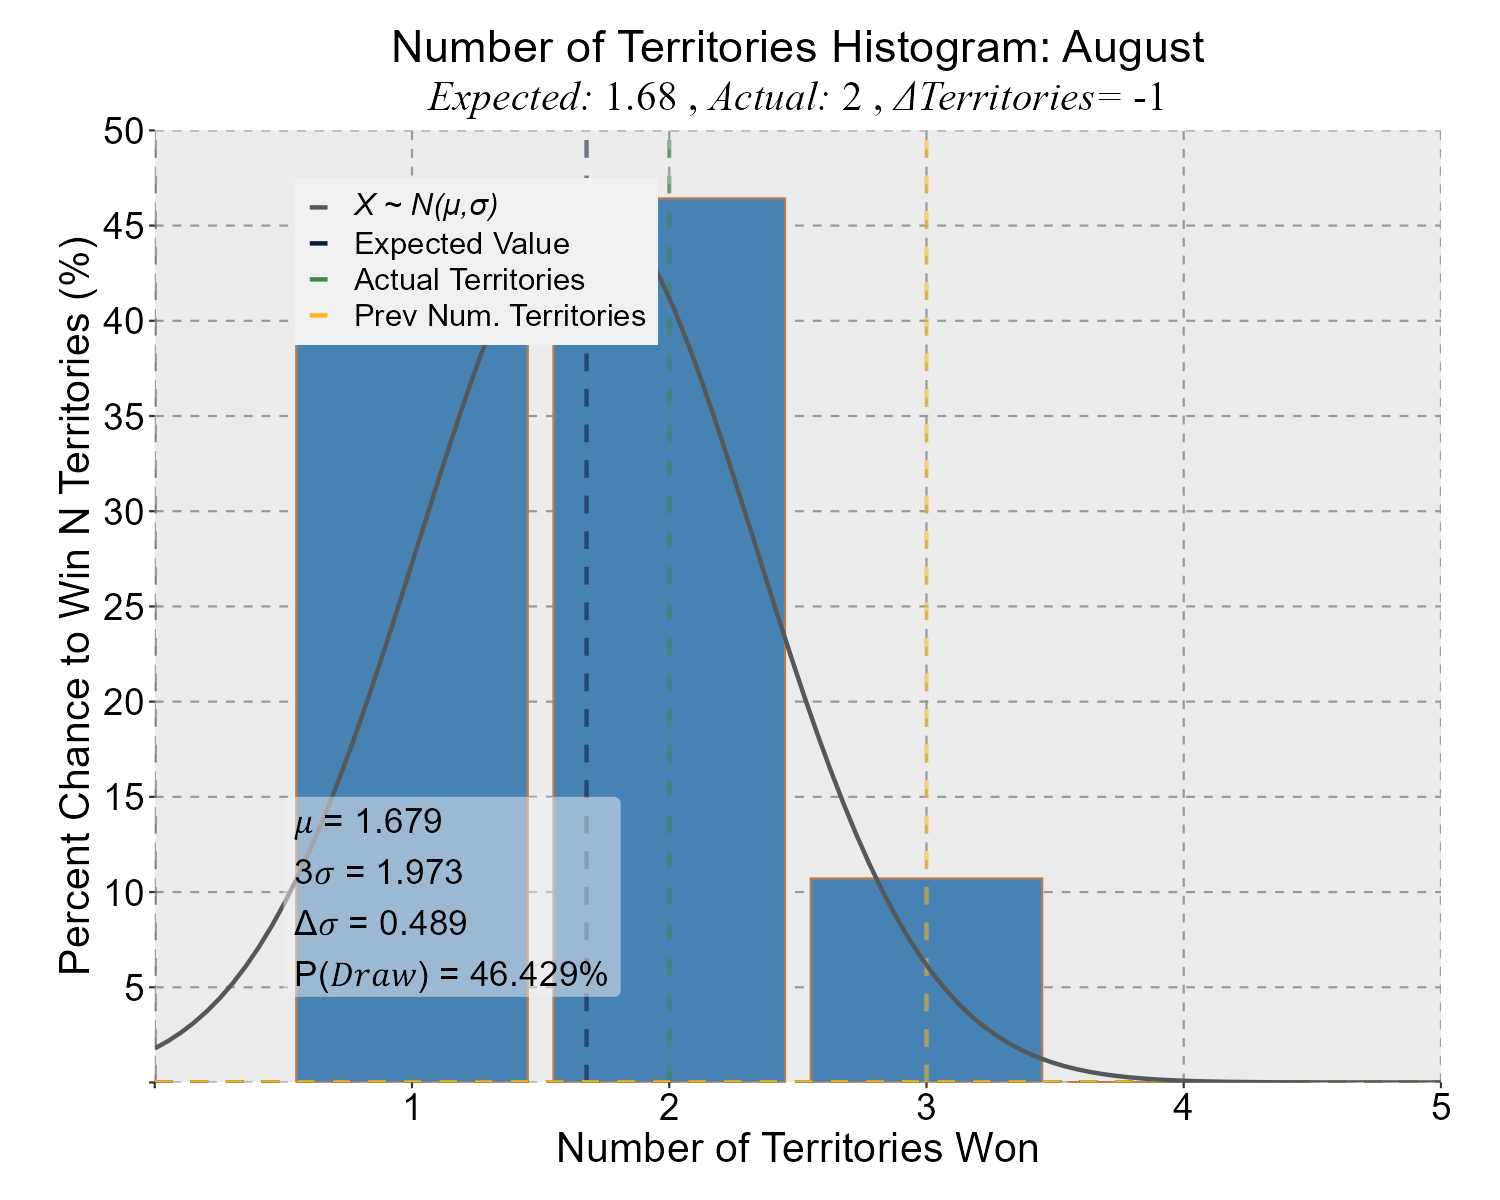 Number of Territories Histogram: August
Expected: 1.68 , Actual: 2 , ΔTerritories= -1
Percent Chance to Win N Territories (%)
50
45
40
35
30
25
20
15
10
5
X ~ N(μ,σ)
Expected Value
Actual Territories
Prev Num. Territories
μ = 1.679
3σ = 1.973
Δσ = 0.489
P(Draw) = 46.429%
1 2 3 4 5
Number of Territories Won